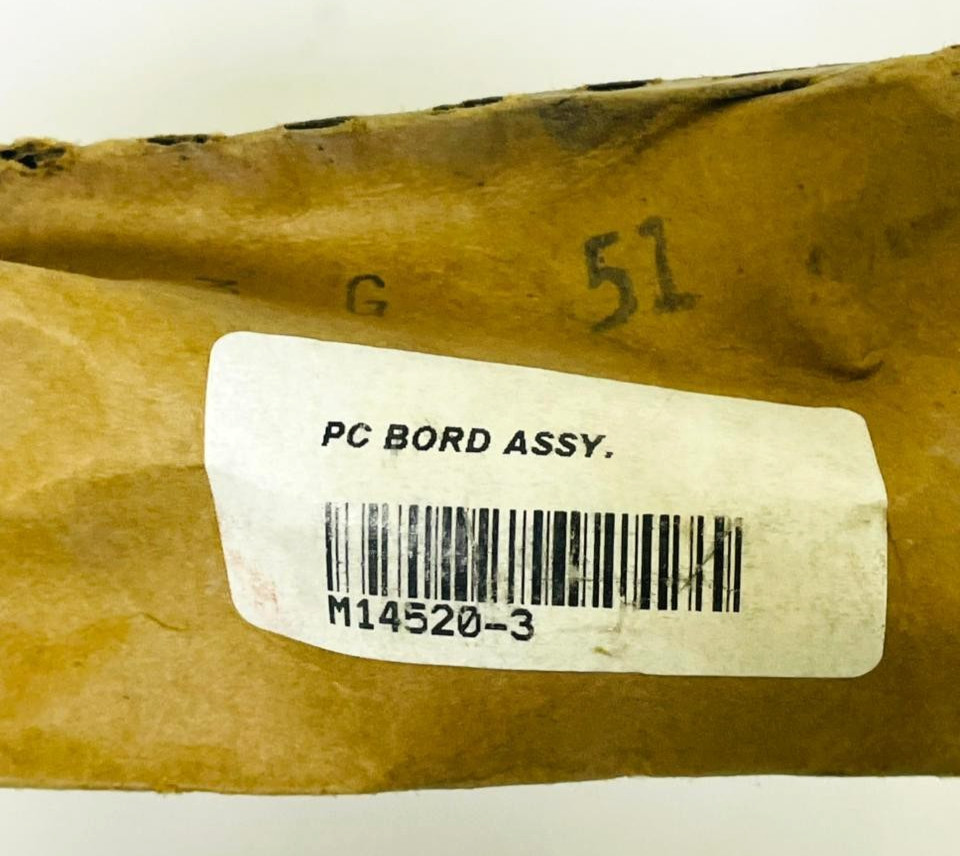 G 51
PC BORD ASSY.
M14520-3